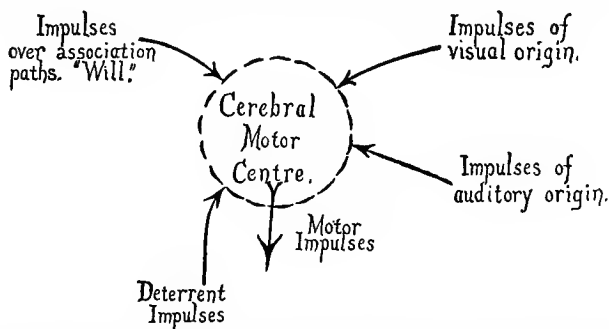 Impulses
over association
paths. "Will."
Impulses of
visual origin.
Cerebral
Motor
Centre.
Impulses of
auditory origin.
Motor
Impulses
Deterrent
Impulses